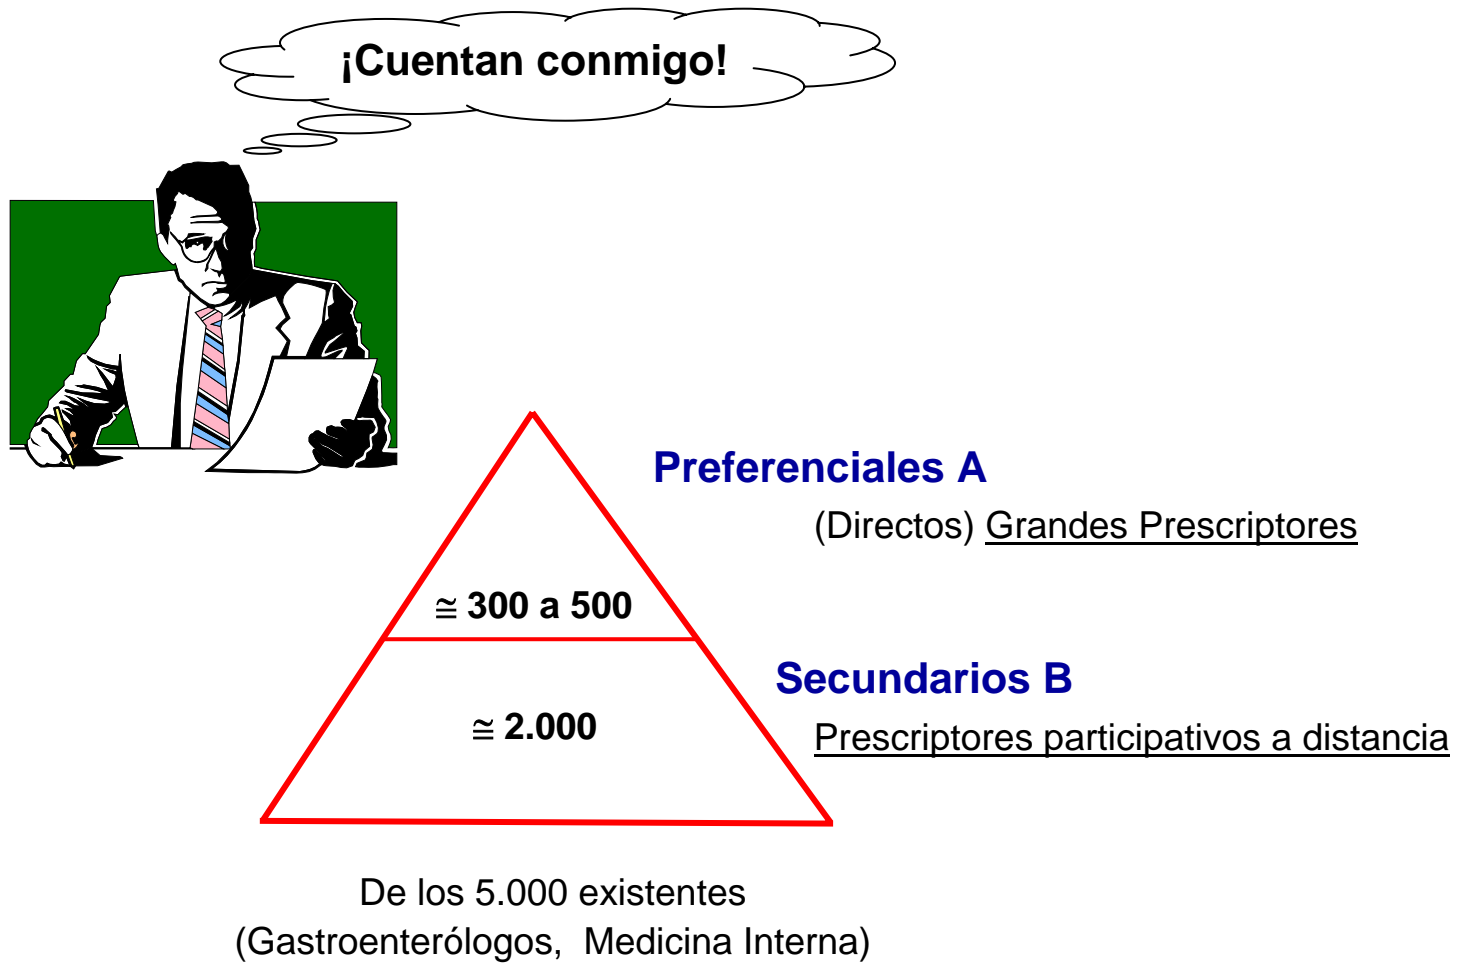 ¡Cuentan conmigo!
Preferenciales A
(Directos) Grandes Prescriptores
≅ 300 a 500
Secundarios B
≅ 2.000
Prescriptores participativos a distancia
De los 5.000 existentes
(Gastroenterólogos,  Medicina Interna)